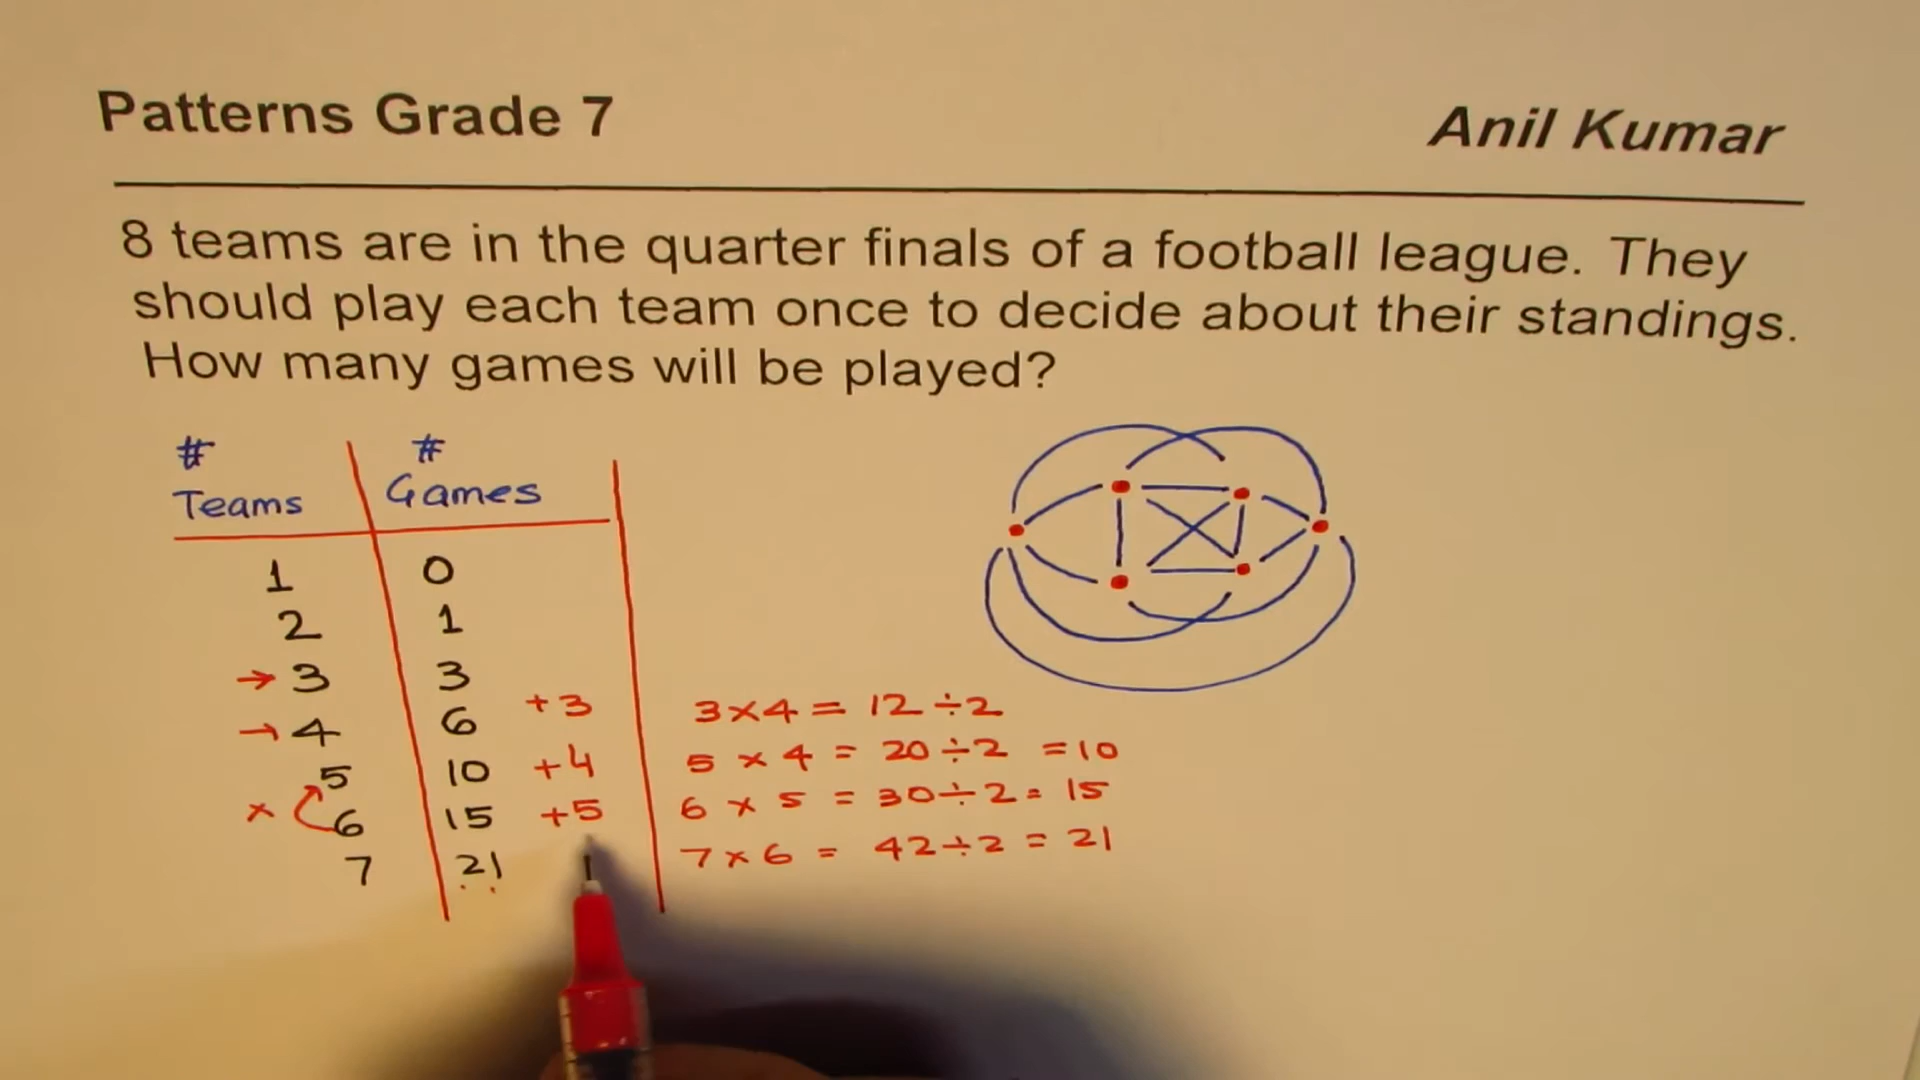 Patterns Grade 7
Anil Kumar
8 teams are in the quarter finals of a football league. They
should play each team once to decide about their standings.
How many games will be played?
# #
Teams Games
1 0
2 1
→ 3 3
+3
→ 4 6
3 × 4 = 12 ÷ 2
5 10 +4
5 × 4 = 20 ÷ 2 = 10
× 6 15 +5
6 × 5 = 30 ÷ 2 = 15
7 21
7 × 6 = 42 ÷ 2 = 21